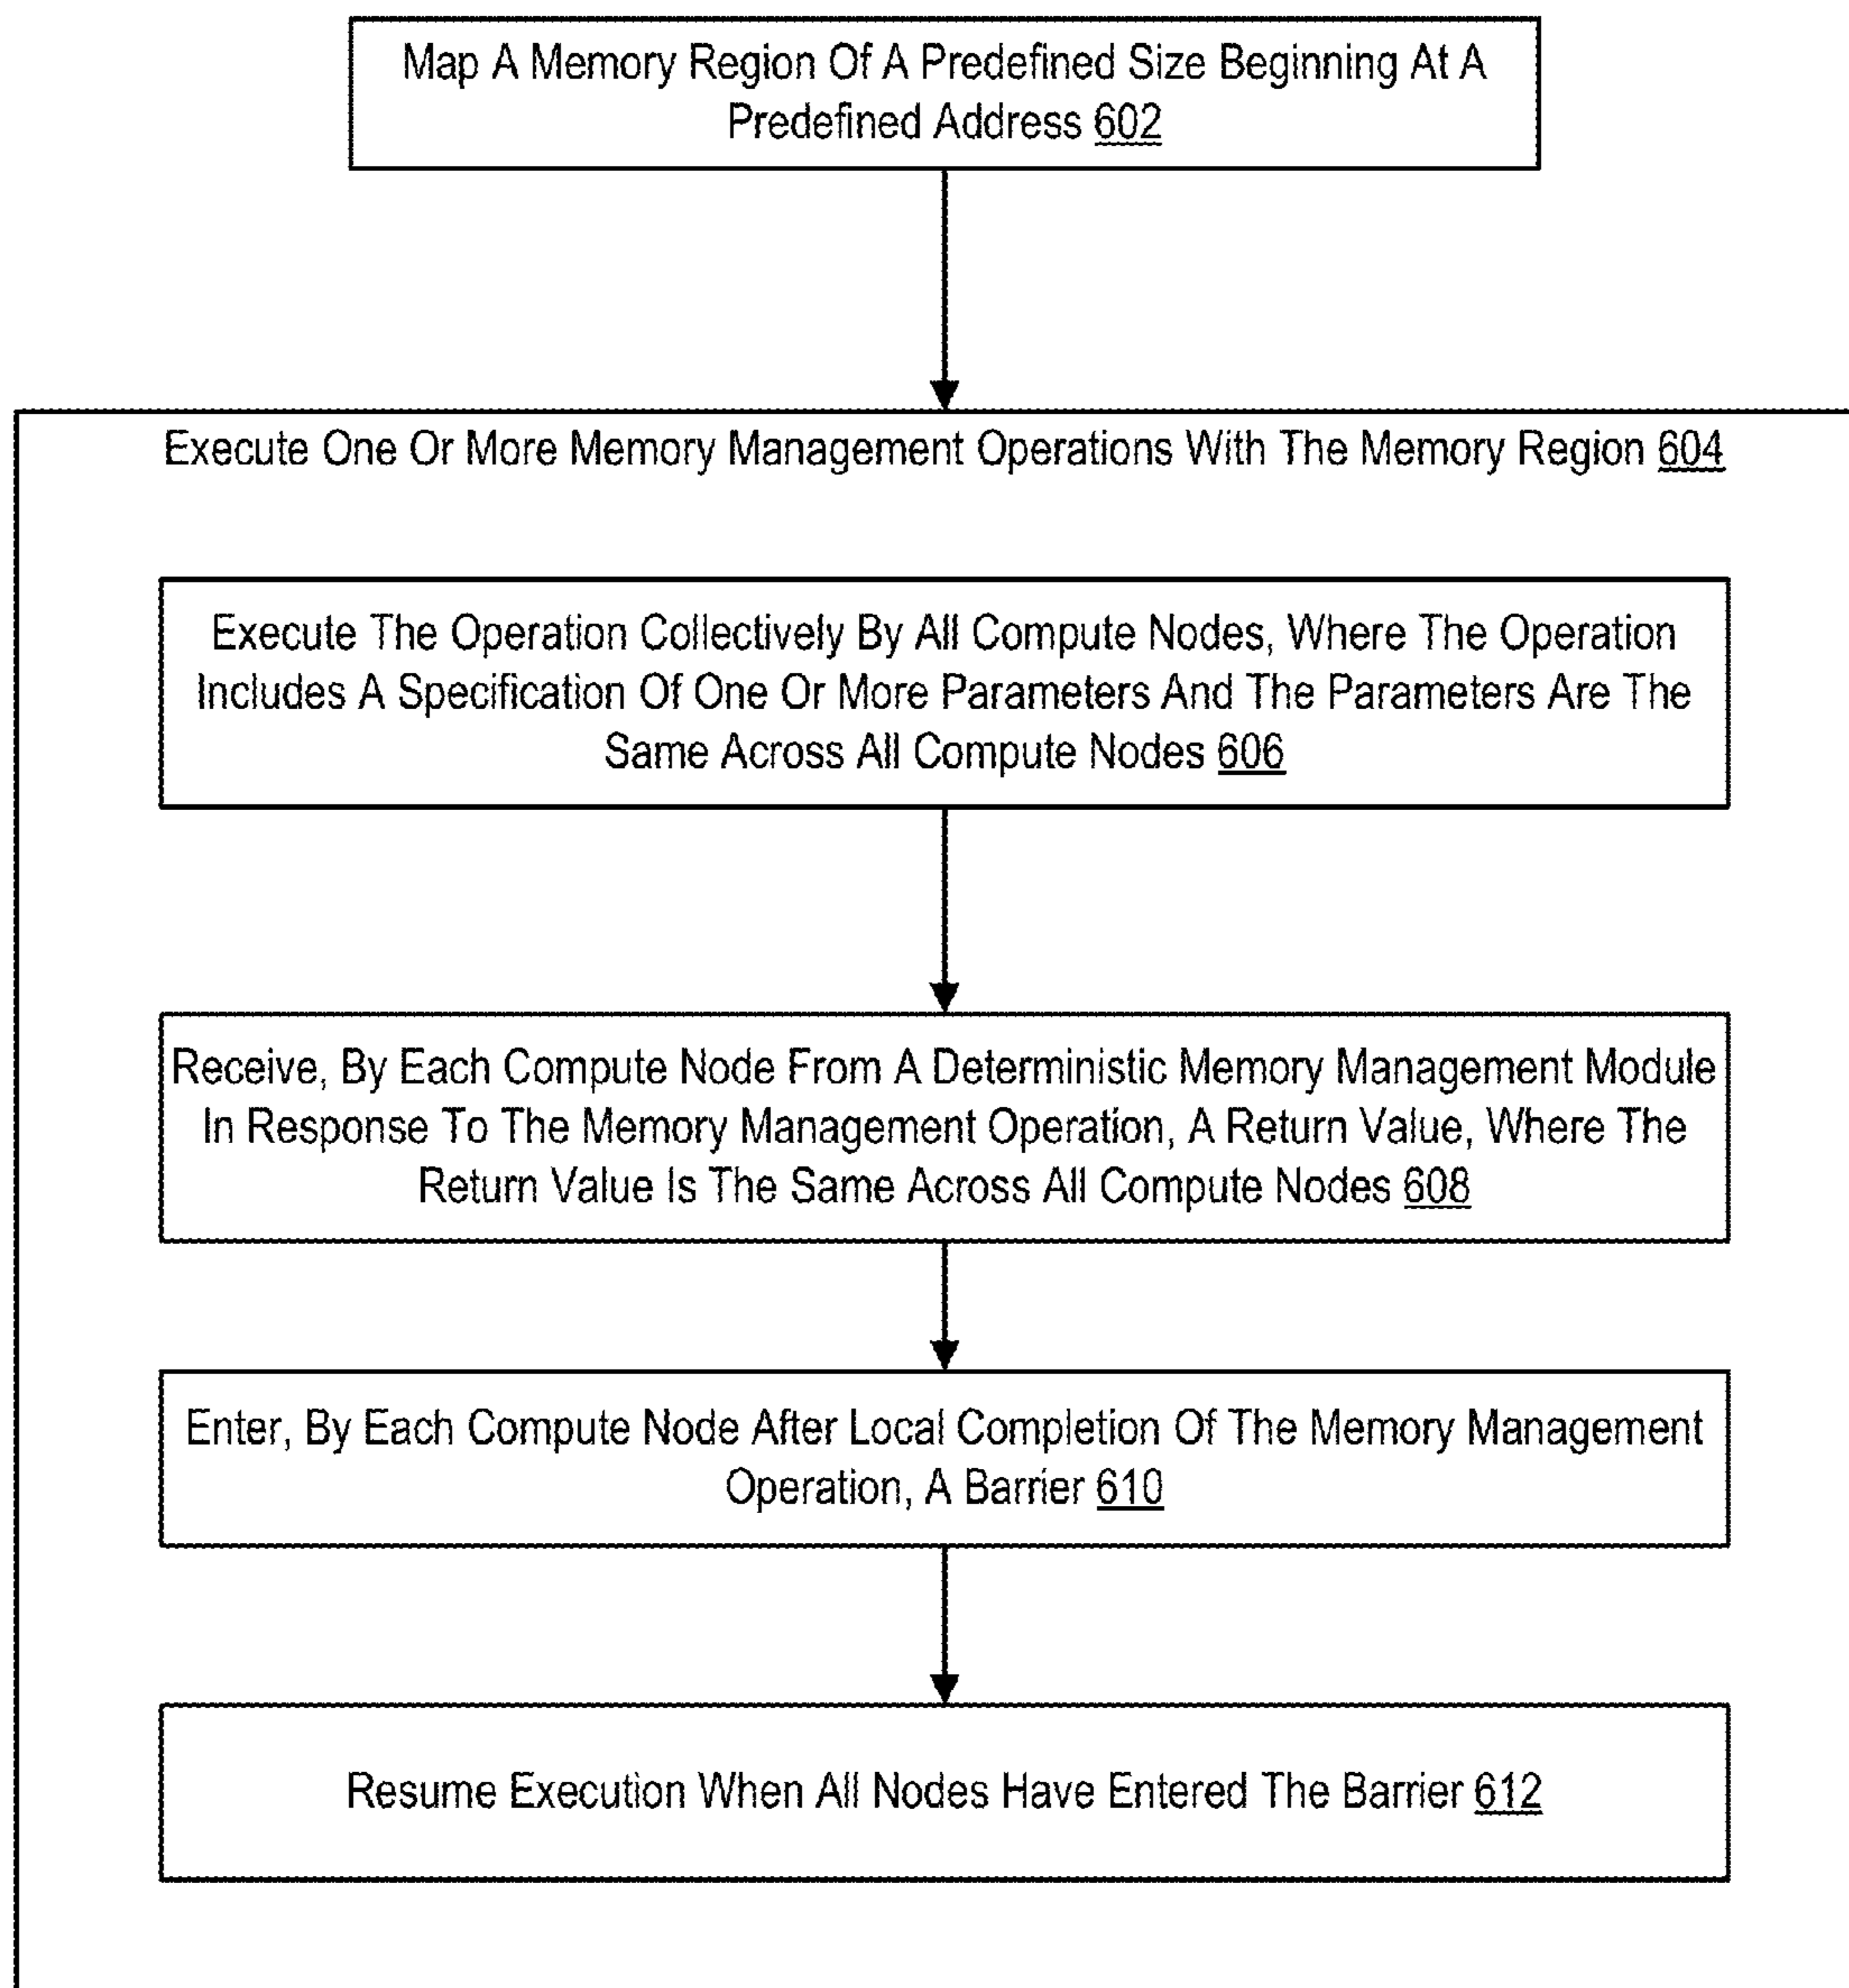 Map A Memory Region Of A Predefined Size Beginning At A
Predefined Address 602
Execute One Or More Memory Management Operations With The Memory Region 604
Execute The Operation Collectively By All Compute Nodes, Where The Operation
Includes A Specification Of One Or More Parameters And The Parameters Are The
Same Across All Compute Nodes 606
Receive, By Each Compute Node From A Deterministic Memory Management Module
In Response To The Memory Management Operation, A Return Value, Where The
Return Value Is The Same Across All Compute Nodes 608
Enter, By Each Compute Node After Local Completion Of The Memory Management
Operation, A Barrier 610
Resume Execution When All Nodes Have Entered The Barrier 612